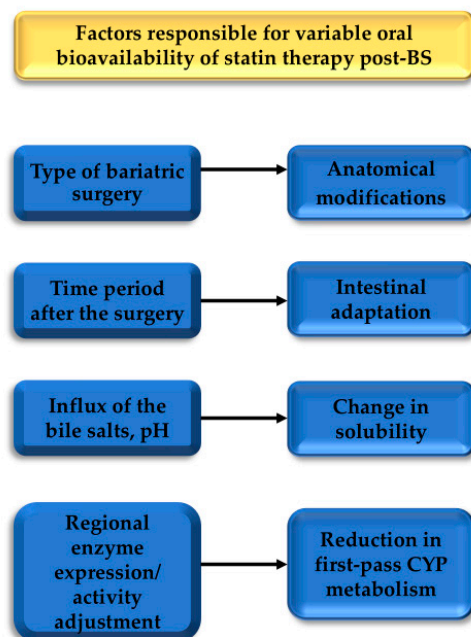 Factors responsible for variable oral
bioavailability of statin therapy post-BS
Type of bariatric
surgery
Anatomical
modifications
Time period
after the surgery
Intestinal
adaptation
Influx of the
bile salts, pH
Change in
solubility
Regional
enzyme
expression/
activity
adjustment
Reduction in
first-pass CYP
metabolism